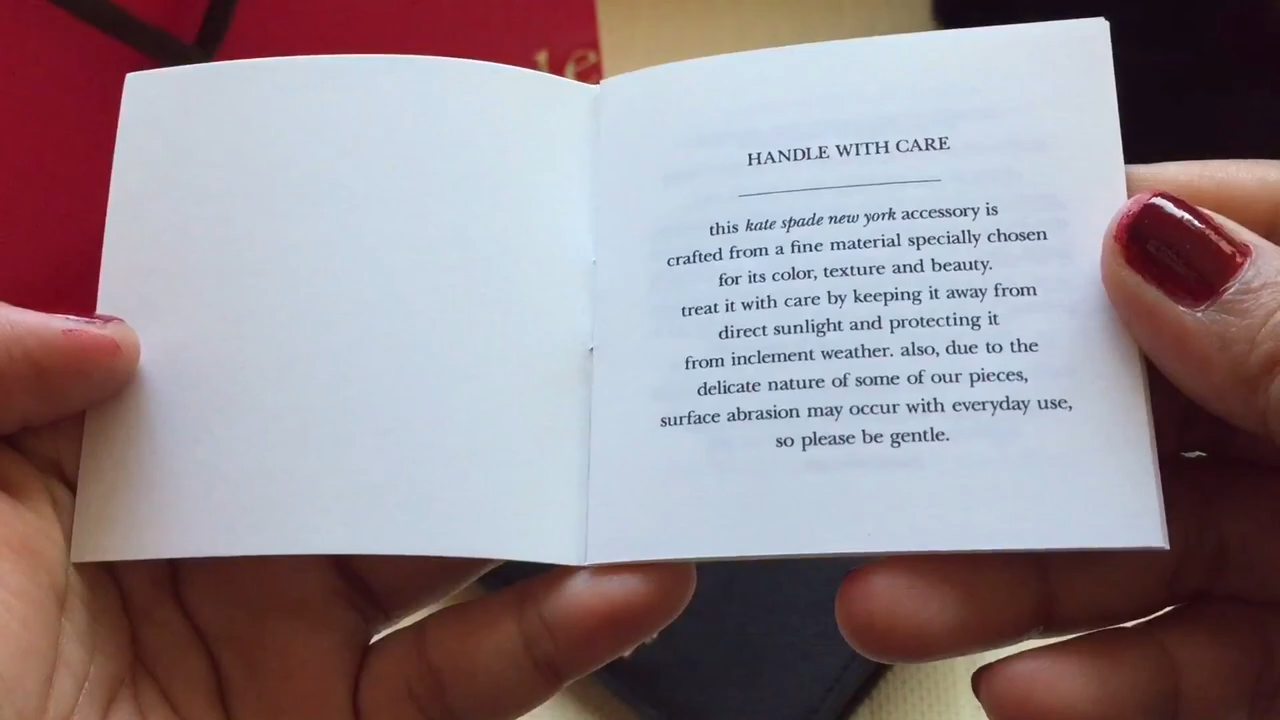 de
HANDLE WITH CARE
this kate spade new york accessory is
crafted from a fine material specially chosen
for its color, texture and beauty.
treat it with care by keeping it away from
direct sunlight and protecting it
from inclement weather. also, due to the
delicate nature of some of our pieces,
surface abrasion may occur with everyday use,
so please be gentle.